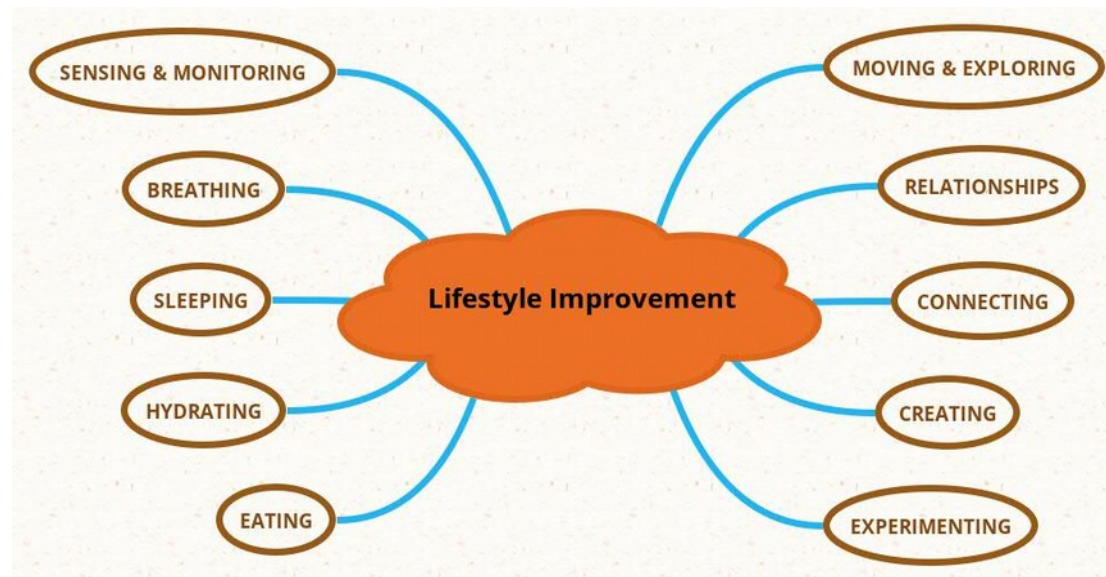 SENSING & MONITORING
BREATHING
SLEEPING
HYDRATING
EATING
Lifestyle Improvement
MOVING & EXPLORING
RELATIONSHIPS
CONNECTING
CREATING
EXPERIMENTING